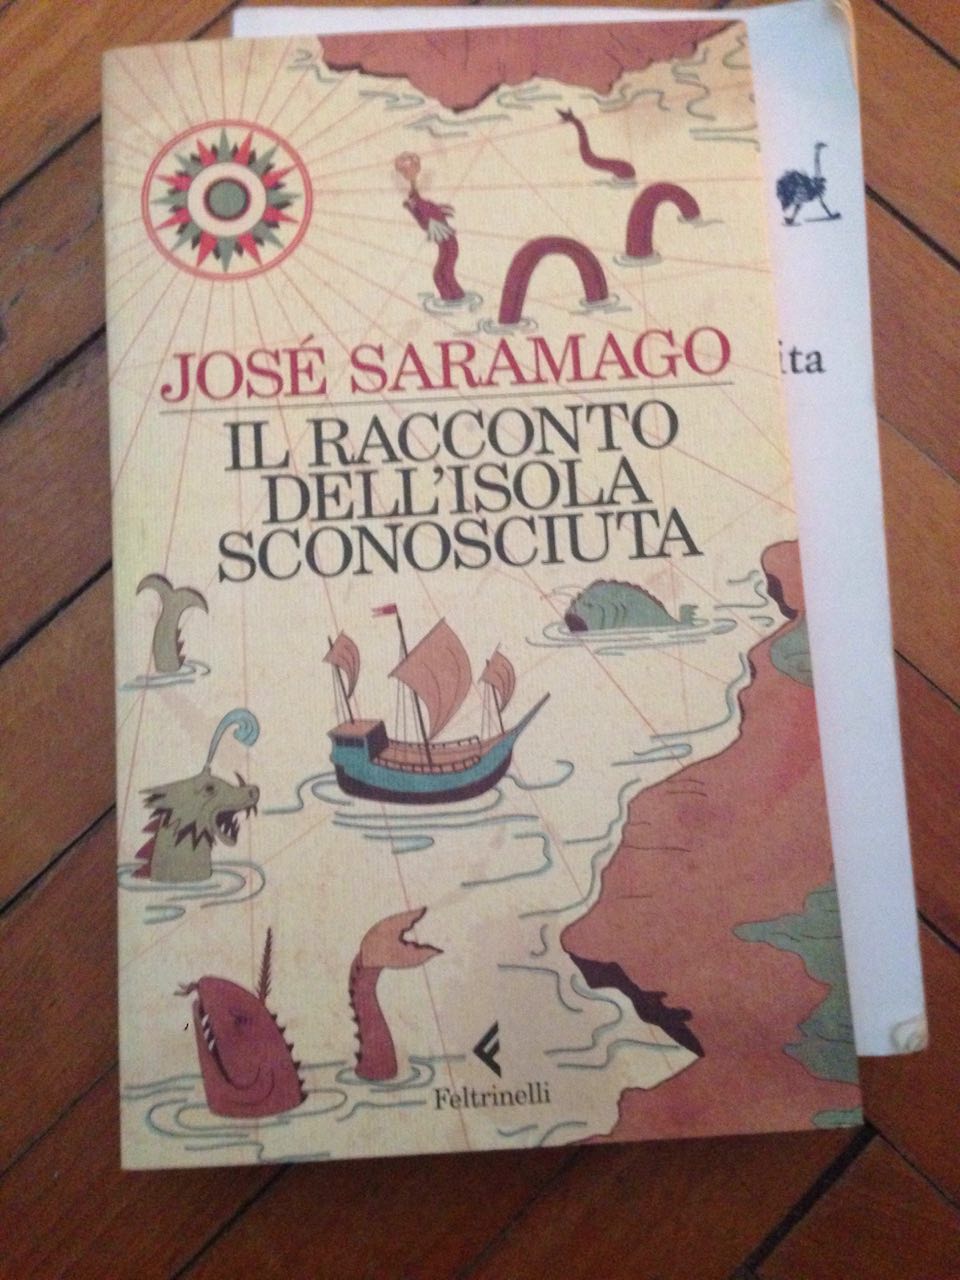 JOSÉ SARAMAGO
IL RACCONTO
DELL'ISOLA
SCONOSCIUTA
Feltrinelli
ita